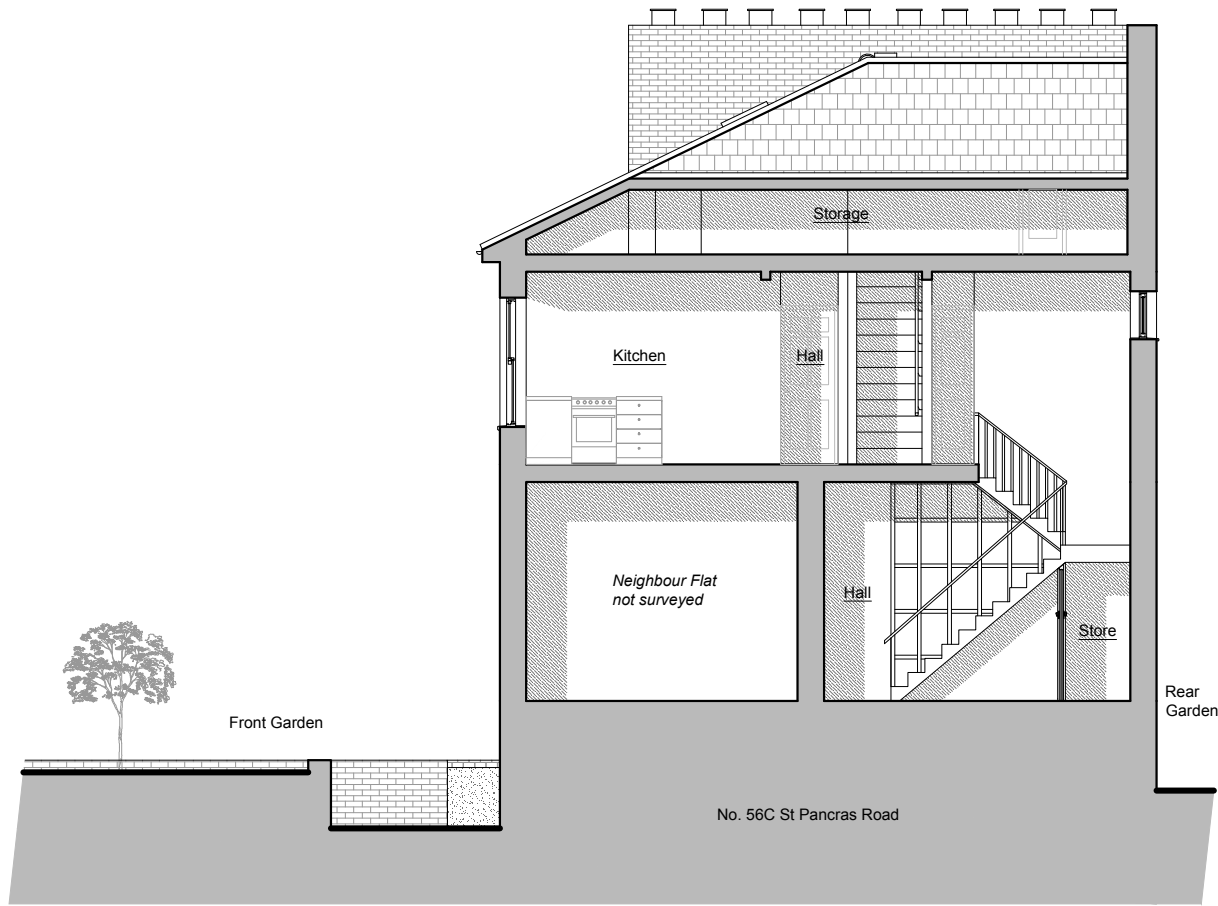 Storage
Kitchen
Hall
Neighbour Flat
not surveyed
Hall
Store
Rear
Garden
Front Garden
No. 56C St Pancras Road